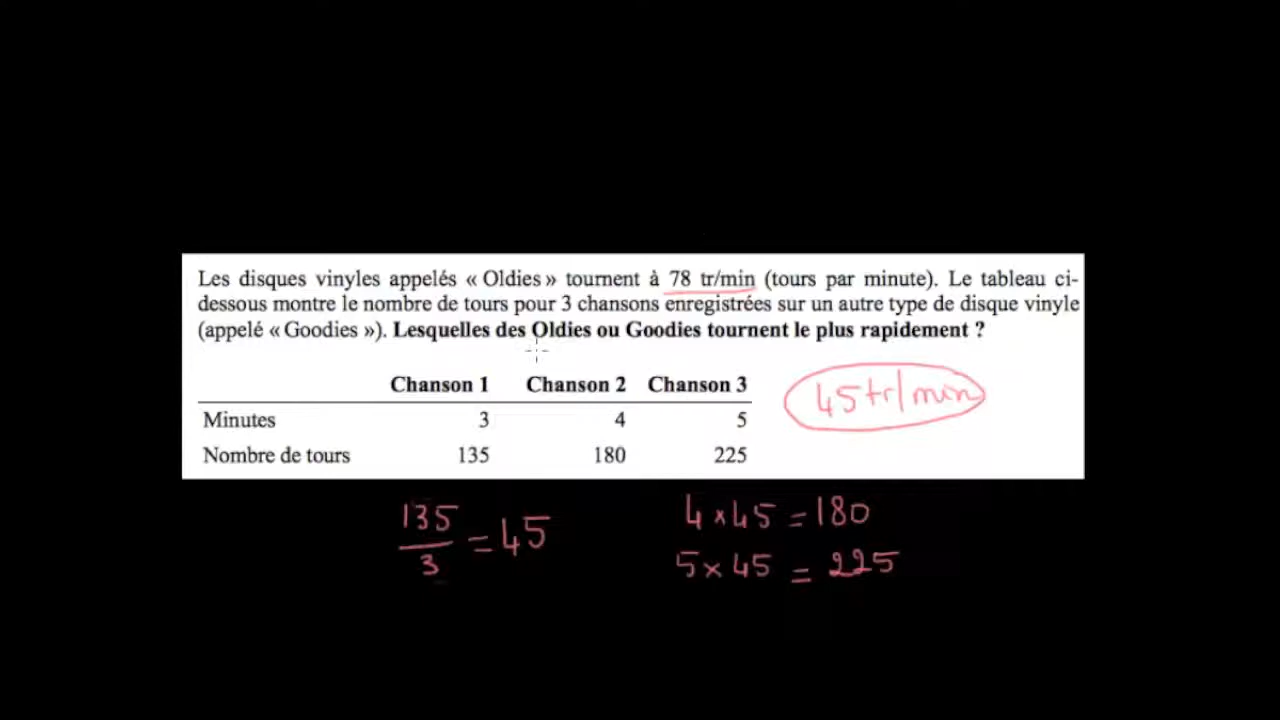 Les disques vinyles appelés « Oldies » tournent à 78 tr/min (tours par minute). Le tableau ci-
dessous montre le nombre de tours pour 3 chansons enregistrées sur un autre type de disque vinyle
(appelé « Goodies »). Lesquelles des Oldies ou Goodies tournent le plus rapidement ?
Chanson 1 Chanson 2 Chanson 3
45 tr/min
Minutes 3 4 5
Nombre de tours 135 180 225
135/3 = 45
4 × 45 = 180
5 × 45 = 225